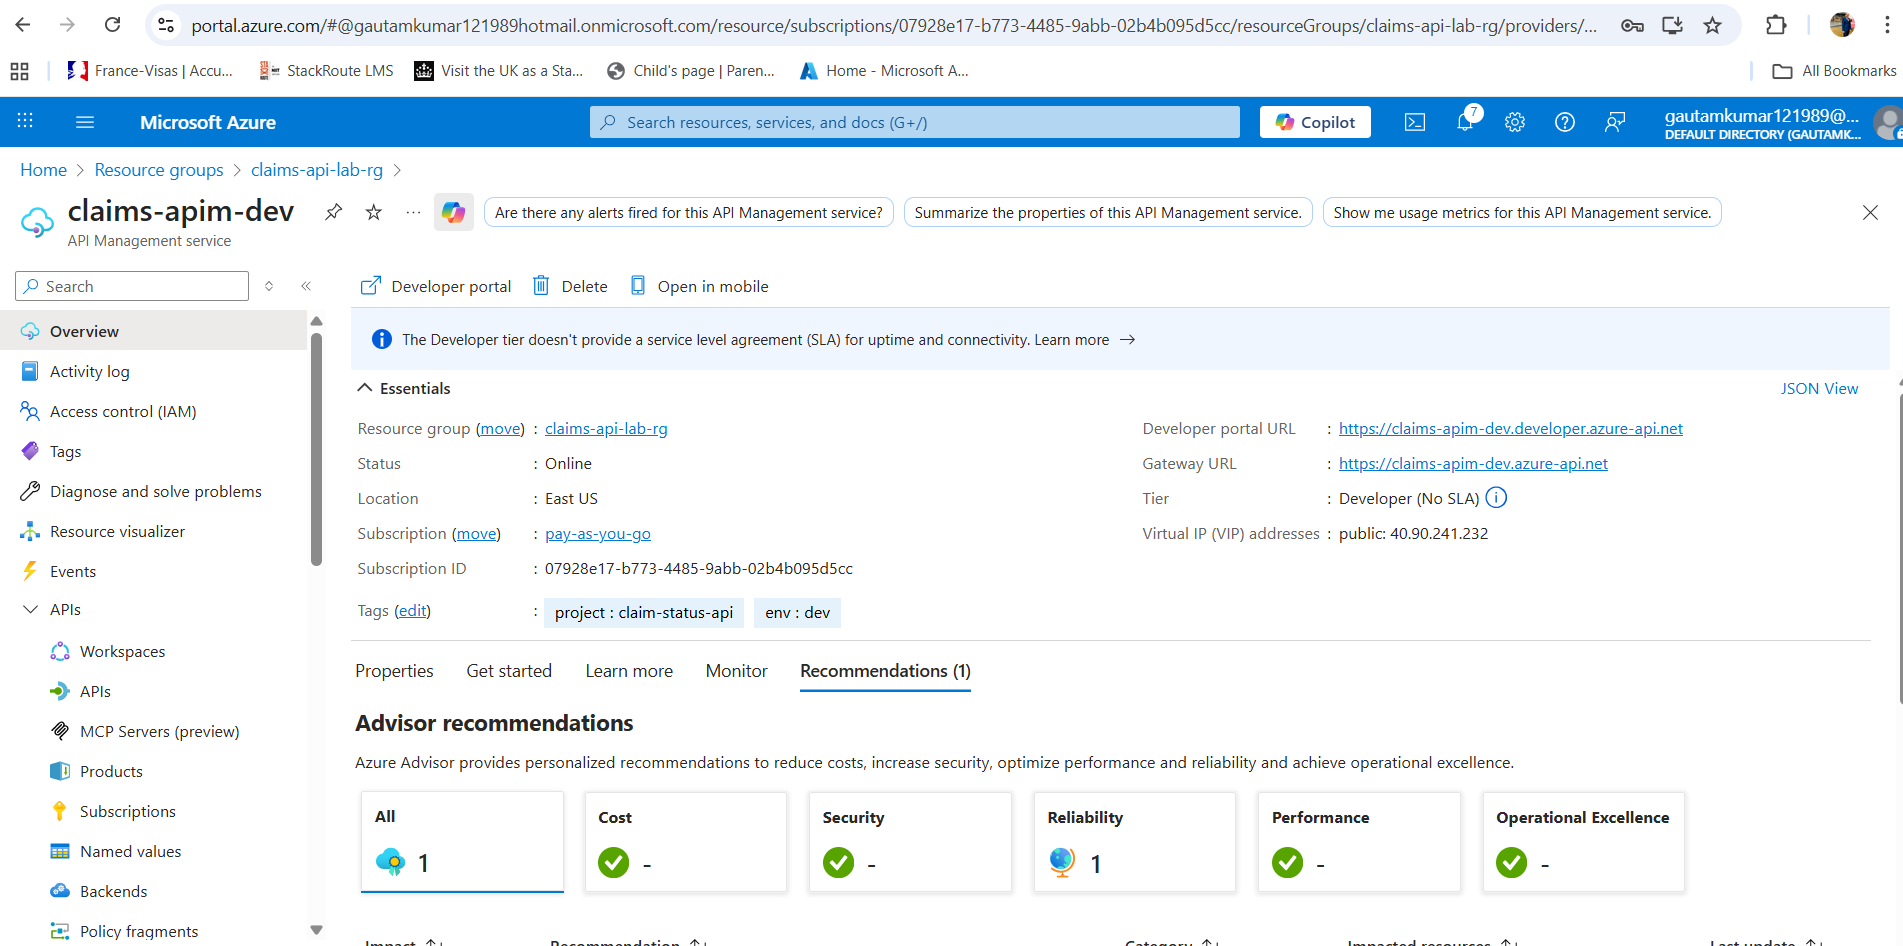 portal.azure.com/#@gautamkumar121989hotmail.onmicrosoft.com/resource/subscriptions/07928e17-b773-4485-9abb-02b4b095d5cc/resourceGroups/claims-api-lab-rg/providers/...
France-Visas | Accu... StackRoute LMS Visit the UK as a Sta... Child's page | Paren... Home - Microsoft A... All Bookmarks
Microsoft Azure Search resources, services, and docs (G+/) Copilot 7 gautamkumar121989@...
DEFAULT DIRECTORY (GAUTAMK...
Home > Resource groups > claims-api-lab-rg >
claims-apim-dev ... Are there any alerts fired for this API Management service? Summarize the properties of this API Management service. Show me usage metrics for this API Management service.
API Management service
Search
Developer portal Delete Open in mobile
The Developer tier doesn't provide a service level agreement (SLA) for uptime and connectivity. Learn more →
Overview
Activity log
Access control (IAM)
Tags
Diagnose and solve problems
Resource visualizer
Events
APIs
Workspaces
APIs
MCP Servers (preview)
Products
Subscriptions
Named values
Backends
Policy fragments
Essentials JSON View
Resource group (move) : claims-api-lab-rg
Status : Online
Location : East US
Subscription (move) : pay-as-you-go
Subscription ID : 07928e17-b773-4485-9abb-02b4b095d5cc
Tags (edit) : project : claim-status-api env : dev
Developer portal URL : https://claims-apim-dev.developer.azure-api.net
Gateway URL : https://claims-apim-dev.azure-api.net
Tier : Developer (No SLA)
Virtual IP (VIP) addresses : public: 40.90.241.232
Properties Get started Learn more Monitor Recommendations (1)
Advisor recommendations
Azure Advisor provides personalized recommendations to reduce costs, increase security, optimize performance and reliability and achieve operational excellence.
All Cost Security Reliability Performance Operational Excellence
1 - - 1 - -
Impact Recommendation Category Impacted resources Last update